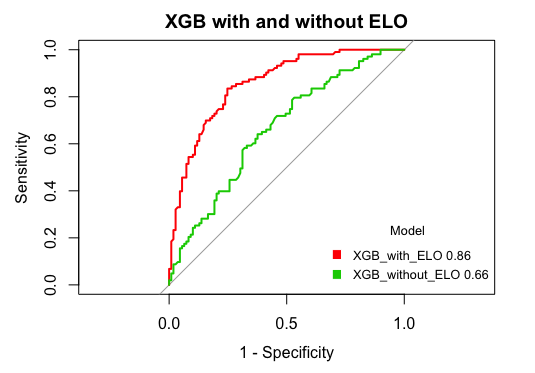 XGB with and without ELO
Sensitivity
1.0
0.8
0.6
0.4
0.2
0.0
Model
XGB_with_ELO 0.86
XGB_without_ELO 0.66
0.0 0.5 1.0
1 - Specificity